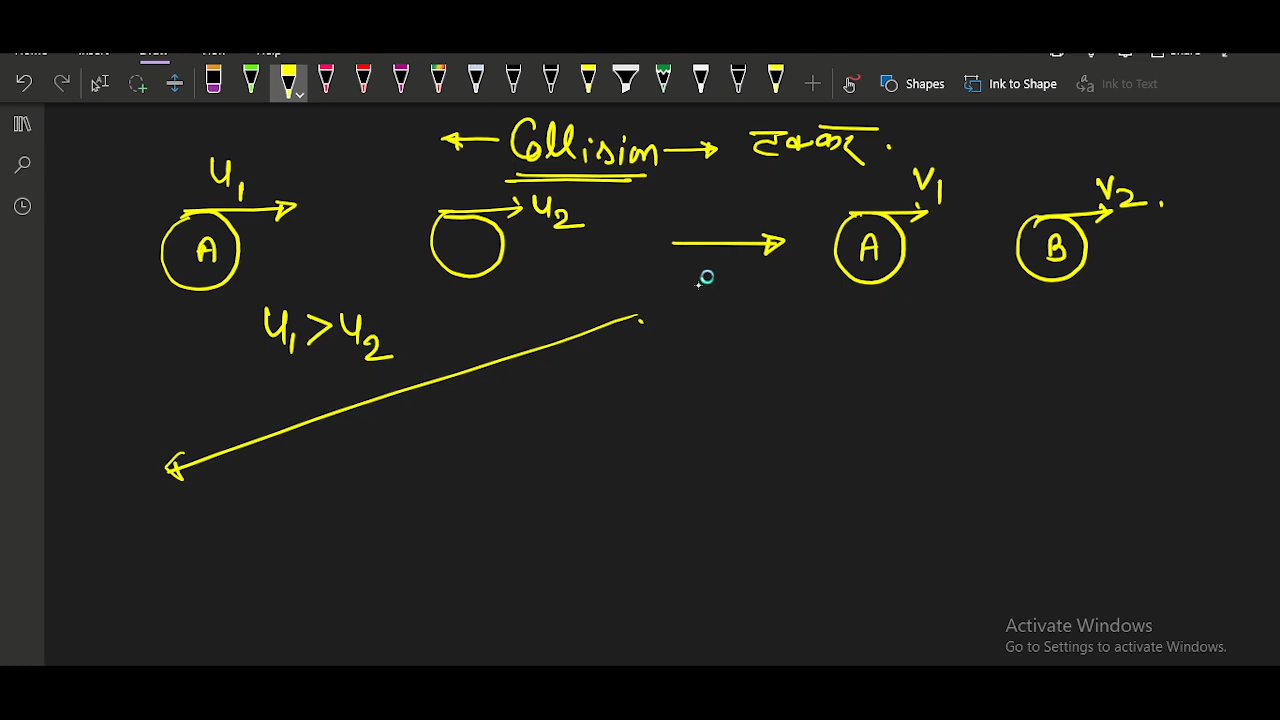 Shapes Ink to Shape Ink to Text
← Collision → टक्कर.
U1 U2 V1 V2.
A A B
U1 > U2
Activate Windows
Go to Settings to activate Windows.